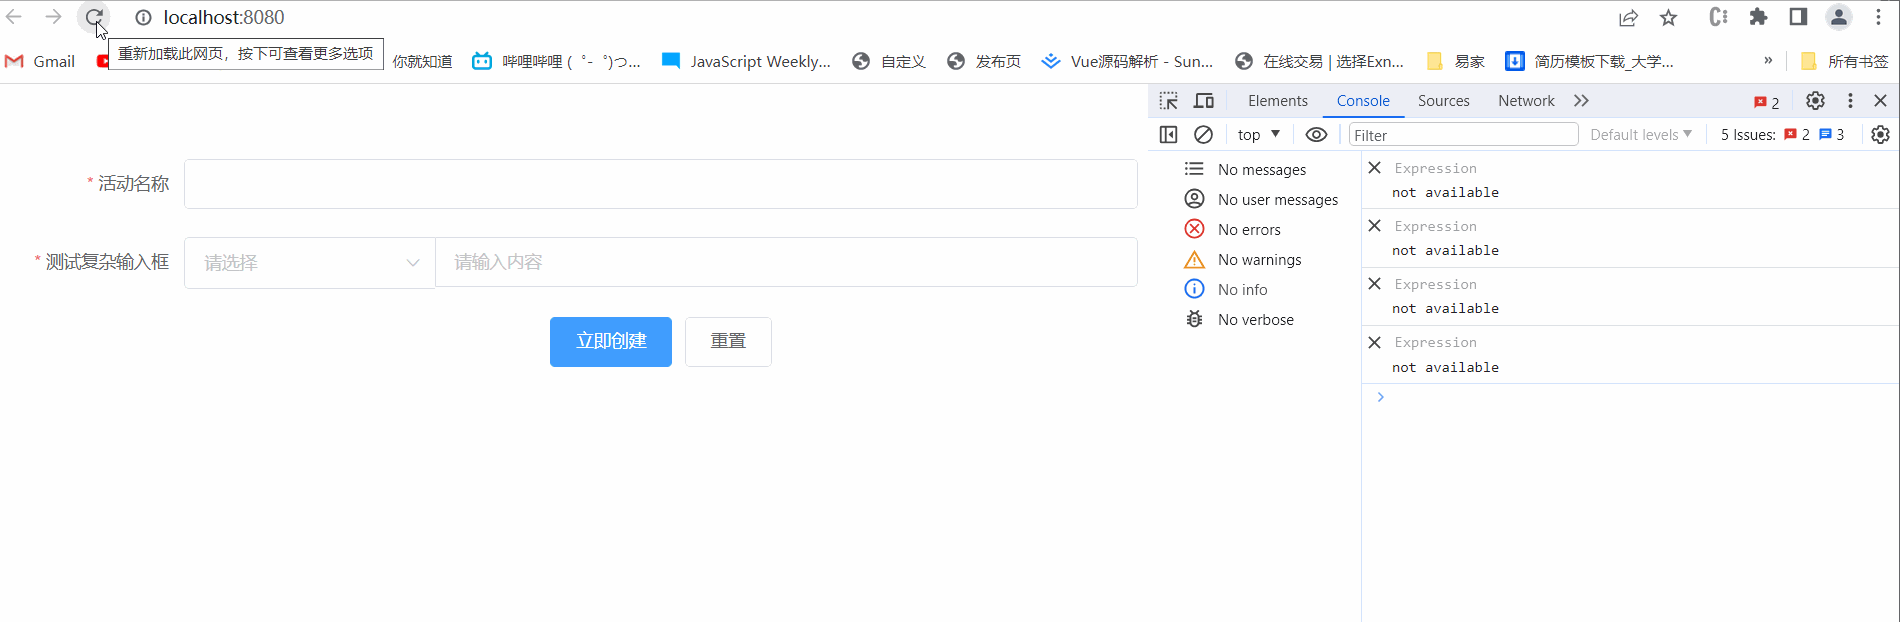 localhost:8080
重新加载此网页，按下可查看更多选项
Gmail
你就知道
哔哩哔哩 ( ゜- ゜)つ...
JavaScript Weekly...
自定义
发布页
Vue源码解析 - Sun...
在线交易 | 选择Exn...
易家
简历模板下载_大学...
»
所有书签
Elements
Console
Sources
Network
2
top
Filter
Default levels
5 Issues:
2
3
* 活动名称
* 测试复杂输入框
请选择
请输入内容
立即创建
重置
No messages
No user messages
No errors
No warnings
No info
No verbose
Expression
not available
Expression
not available
Expression
not available
Expression
not available